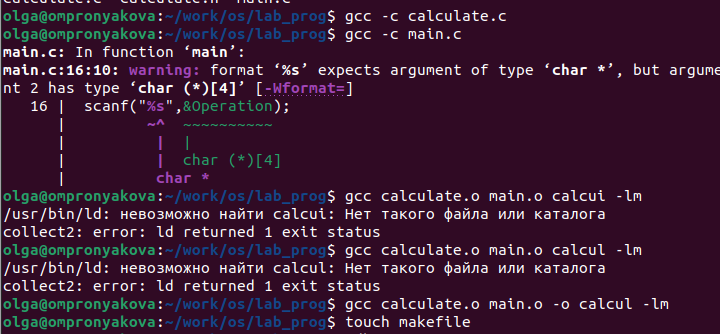 calculate.c calculate.h main.c
olga@ompronyakova:~/work/os/lab_prog$ gcc -c calculate.c
olga@ompronyakova:~/work/os/lab_prog$ gcc -c main.c
main.c: In function ‘main’:
main.c:16:10: warning: format ‘%s’ expects argument of type ‘char *’, but argume
nt 2 has type ‘char (*)[4]’ [-Wformat=]
   16 |  scanf("%s",&Operation);
      |         ~^  ~~~~~~~~~~
      |          |  |
      |          |  char (*)[4]
      |          char *
olga@ompronyakova:~/work/os/lab_prog$ gcc calculate.o main.o calcui -lm
/usr/bin/ld: невозможно найти calcui: Нет такого файла или каталога
collect2: error: ld returned 1 exit status
olga@ompronyakova:~/work/os/lab_prog$ gcc calculate.o main.o calcul -lm
/usr/bin/ld: невозможно найти calcul: Нет такого файла или каталога
collect2: error: ld returned 1 exit status
olga@ompronyakova:~/work/os/lab_prog$ gcc calculate.o main.o -o calcul -lm
olga@ompronyakova:~/work/os/lab_prog$ touch makefile